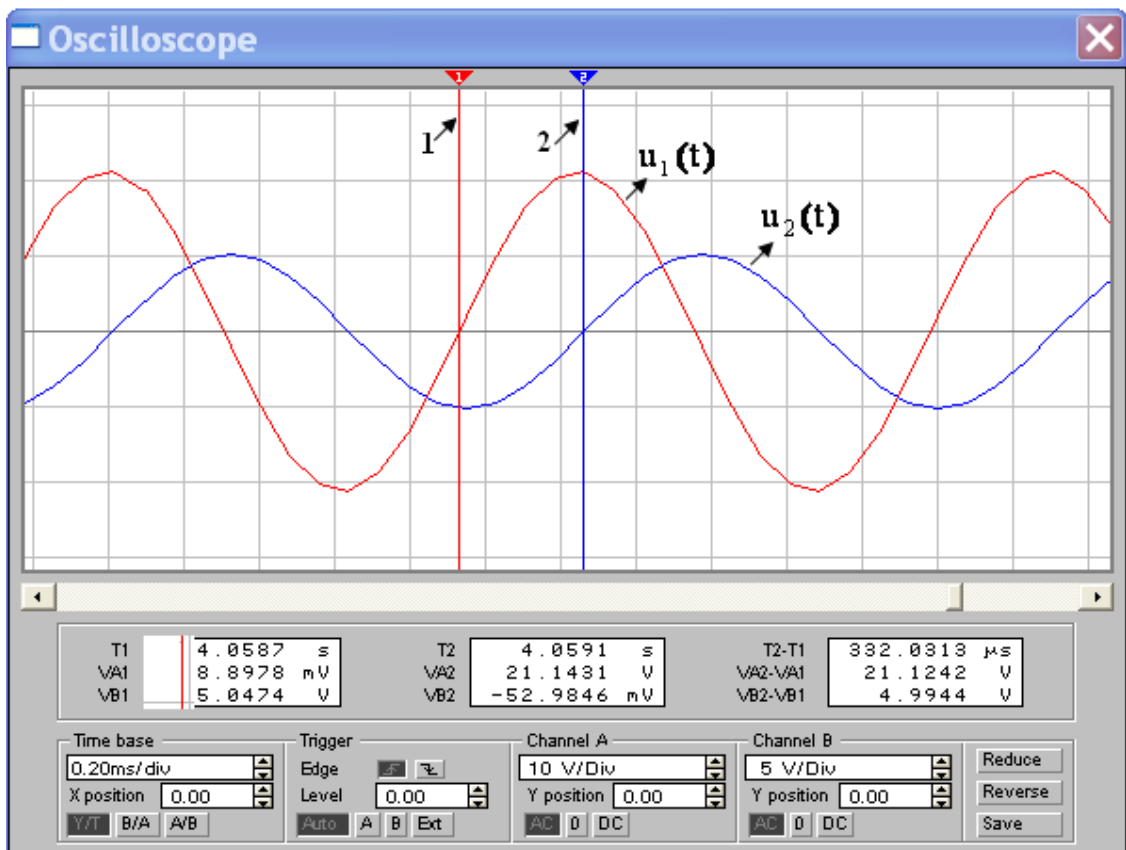 Oscilloscope
1 2
1
2
u₁(t)
u₂(t)
T1 4.0587 s
VA1 8.8978 mV
VB1 5.0474 V
T2 4.0591 s
VA2 21.1431 V
VB2 -52.9846 mV
T2-T1 332.0313 µs
VA2-VA1 21.1242 V
VB2-VB1 4.9944 V
Time base
0.20ms/div
X position 0.00
Y/T B/A A/B
Trigger
Edge
Level 0.00
Auto A B Ext
Channel A
10 V/Div
Y position 0.00
AC 0 DC
Channel B
5 V/Div
Y position 0.00
AC 0 DC
Reduce
Reverse
Save